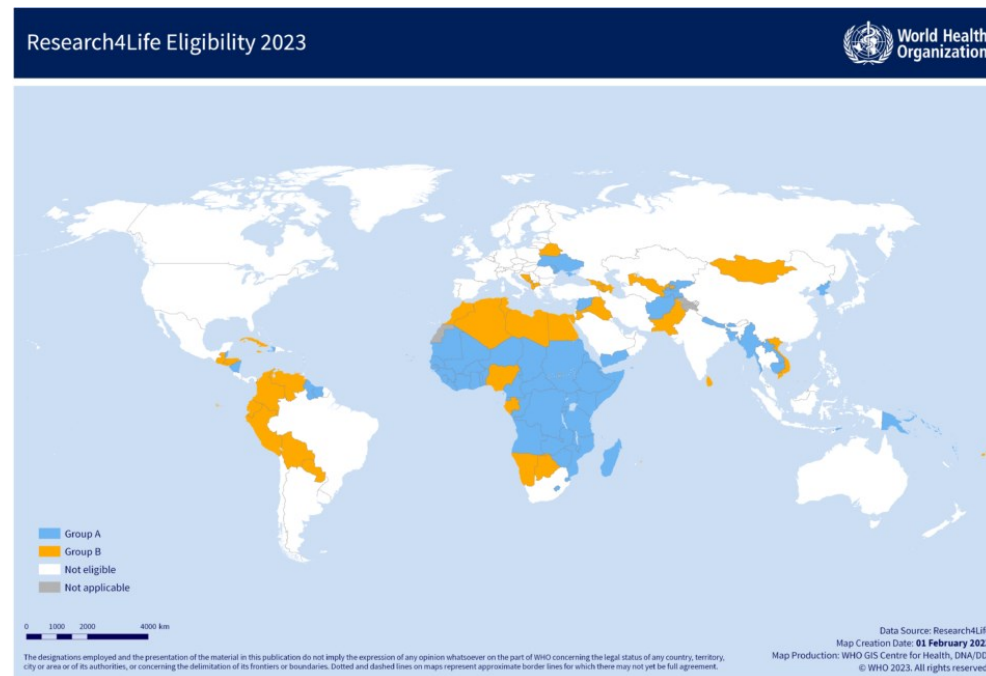 Research4Life Eligibility 2023
World Health
Organization
Group A
Group B
Not eligible
Not applicable
0 1000 2000 4000 km
Data Source: Research4Lif
Map Creation Date: 01 February 202
Map Production: WHO GIS Centre for Health, DNA/DD
© WHO 2023. All rights reserved
The designations employed and the presentation of the material in this publication do not imply the expression of any opinion whatsoever on the part of WHO concerning the legal status of any country, territory,
city or area or of its authorities, or concerning the delimitation of its frontiers or boundaries. Dotted and dashed lines on maps represent approximate border lines for which there may not yet be full agreement.